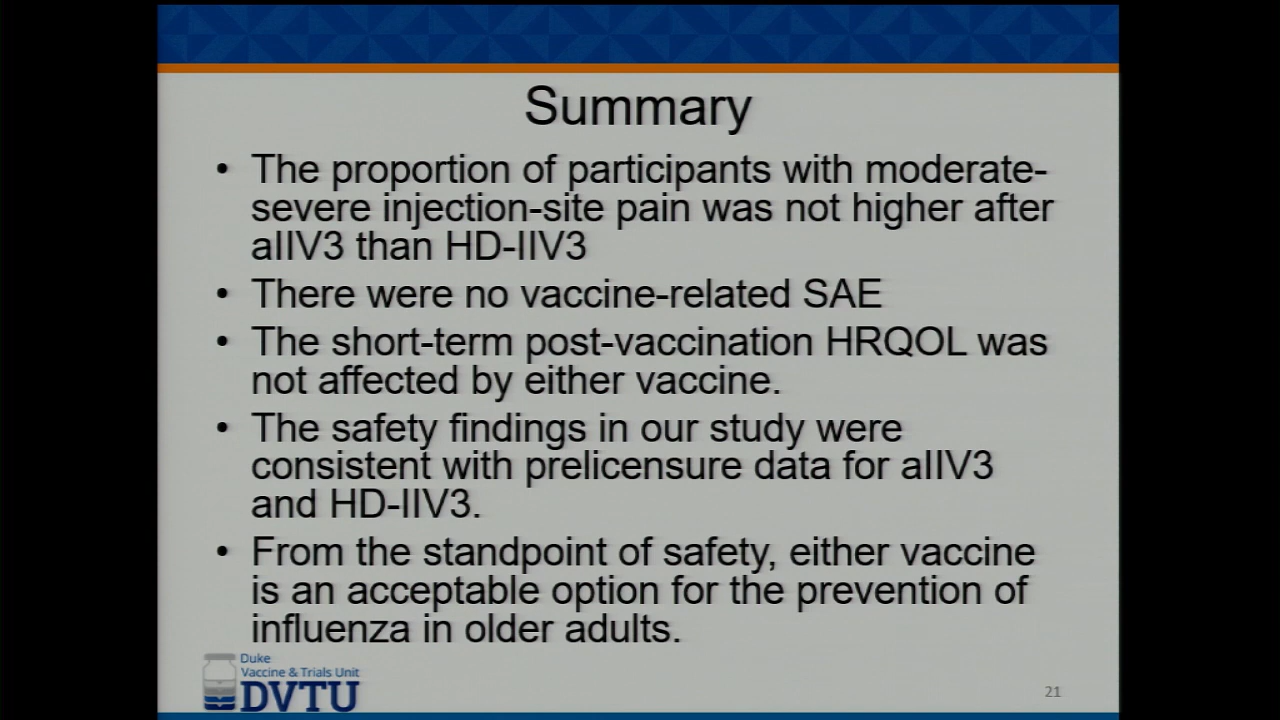 Summary
• The proportion of participants with moderate-
severe injection-site pain was not higher after
aIIV3 than HD-IIV3
• There were no vaccine-related SAE
• The short-term post-vaccination HRQOL was
not affected by either vaccine.
• The safety findings in our study were
consistent with prelicensure data for aIIV3
and HD-IIV3.
• From the standpoint of safety, either vaccine
is an acceptable option for the prevention of
influenza in older adults.
Duke
Vaccine & Trials Unit
DVTU
21